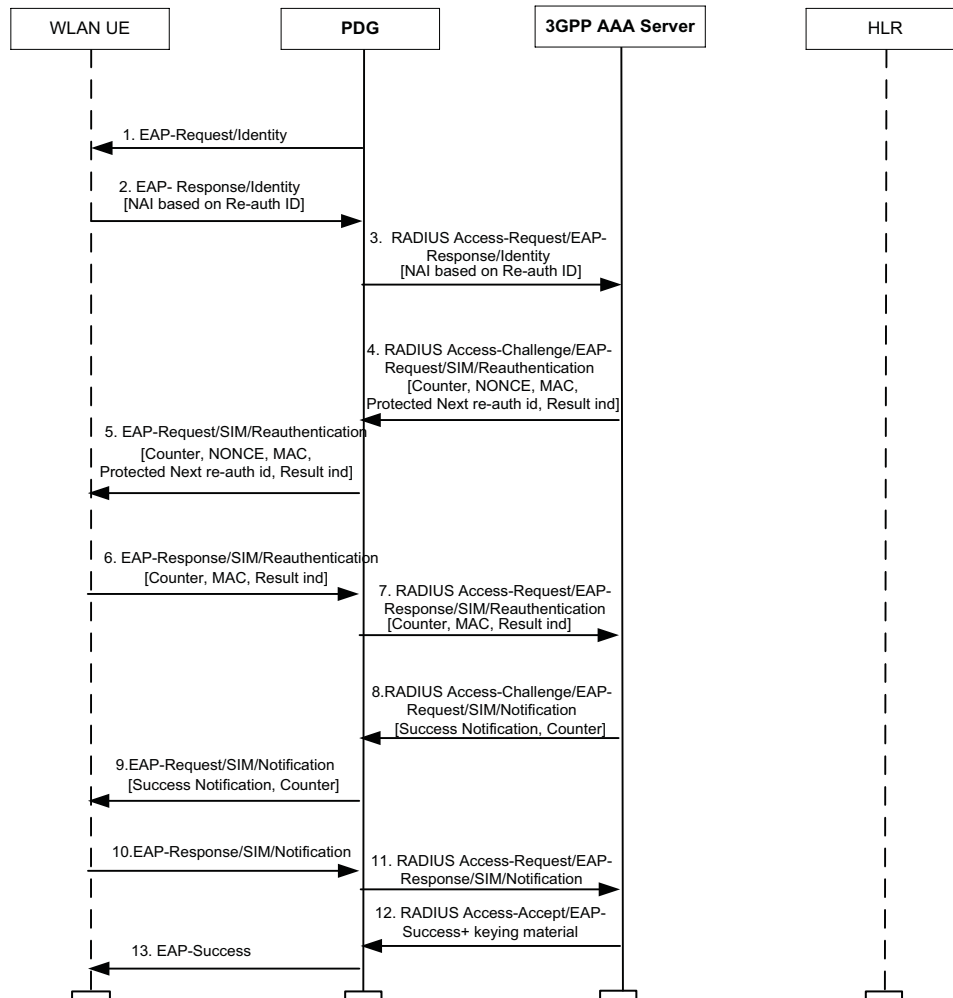 WLAN UE
PDG
3GPP AAA Server
HLR
1. EAP-Request/Identity
2. EAP- Response/Identity
[NAI based on Re-auth ID]
3. RADIUS Access-Request/EAP-
Response/Identity
[NAI based on Re-auth ID]
4. RADIUS Access-Challenge/EAP-
Request/SIM/Reauthentication
[Counter, NONCE, MAC,
Protected Next re-auth id, Result ind]
5. EAP-Request/SIM/Reauthentication
[Counter, NONCE, MAC,
Protected Next re-auth id, Result ind]
6. EAP-Response/SIM/Reauthentication
[Counter, MAC, Result ind]
7. RADIUS Access-Request/EAP-
Response/SIM/Reauthentication
[Counter, MAC, Result ind]
8.RADIUS Access-Challenge/EAP-
Request/SIM/Notification
[Success Notification, Counter]
9.EAP-Request/SIM/Notification
[Success Notification, Counter]
10.EAP-Response/SIM/Notification
11. RADIUS Access-Request/EAP-
Response/SIM/Notification
12. RADIUS Access-Accept/EAP-
Success+ keying material
13. EAP-Success